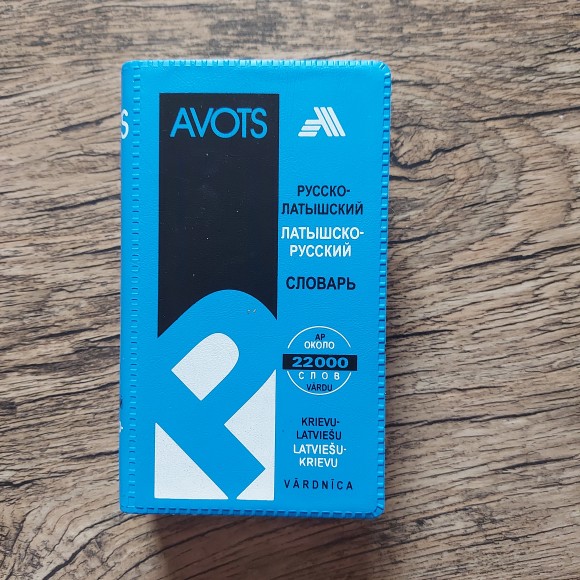 AVOTS
РУССКО-
ЛАТЫШСКИЙ
ЛАТЫШСКО-
РУССКИЙ
СЛОВАРЬ
AP
ОКОЛО
22000
СЛОВ
VĀRDU
KRIEVU-
LATVIEŠU
LATVIEŠU-
KRIEVU
VĀRDNĪCA